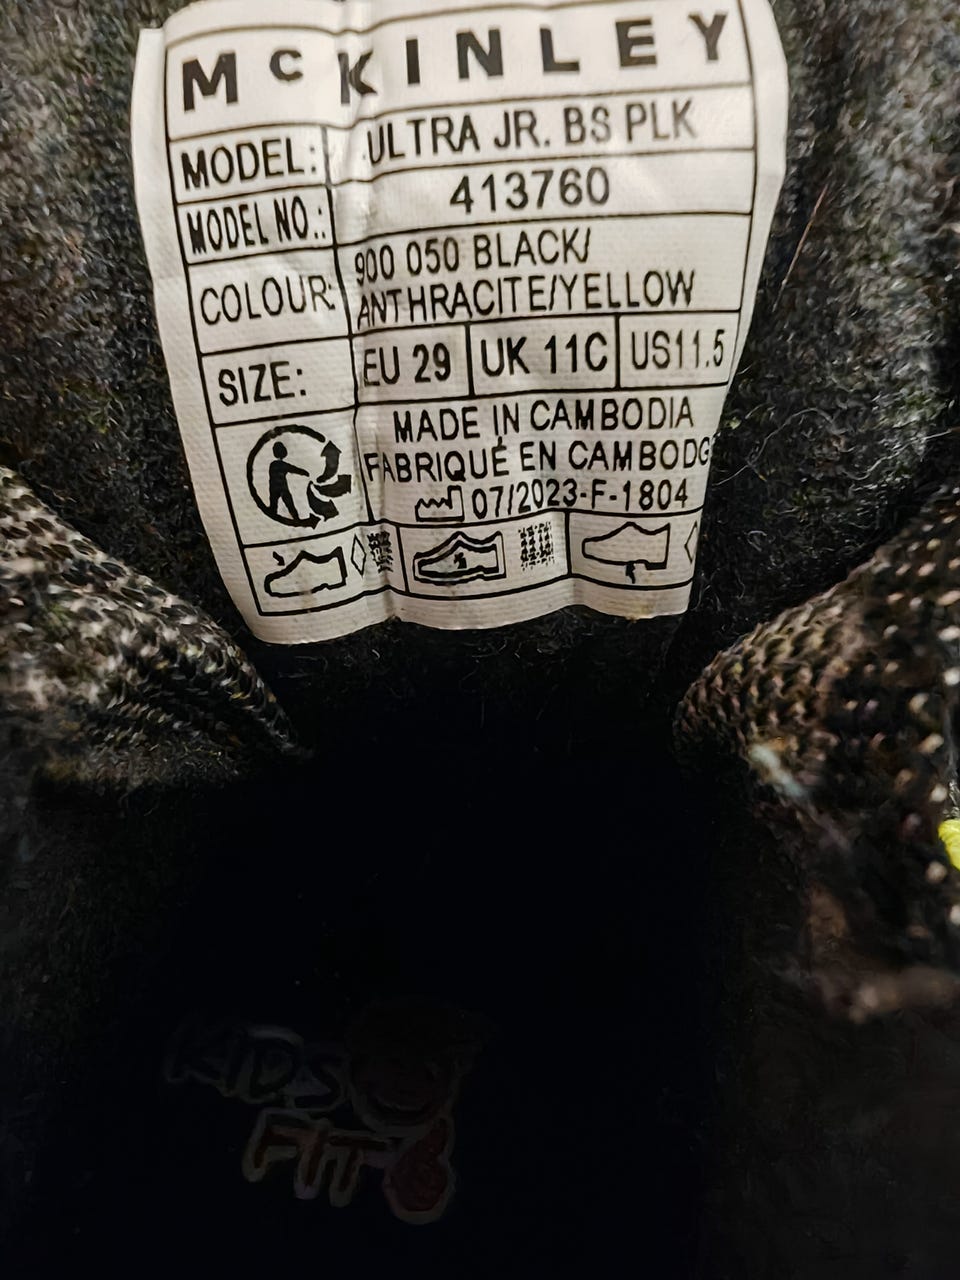 McKINLEY
MODEL: ULTRA JR. BS PLK
MODEL NO.: 413760
COLOUR: 900 050 BLACK/
ANTHRACITE/YELLOW
SIZE: EU 29 UK 11C US11.5
MADE IN CAMBODIA
FABRIQUÉ EN CAMBODG
07/2023-F-1804
KIDS
FIT